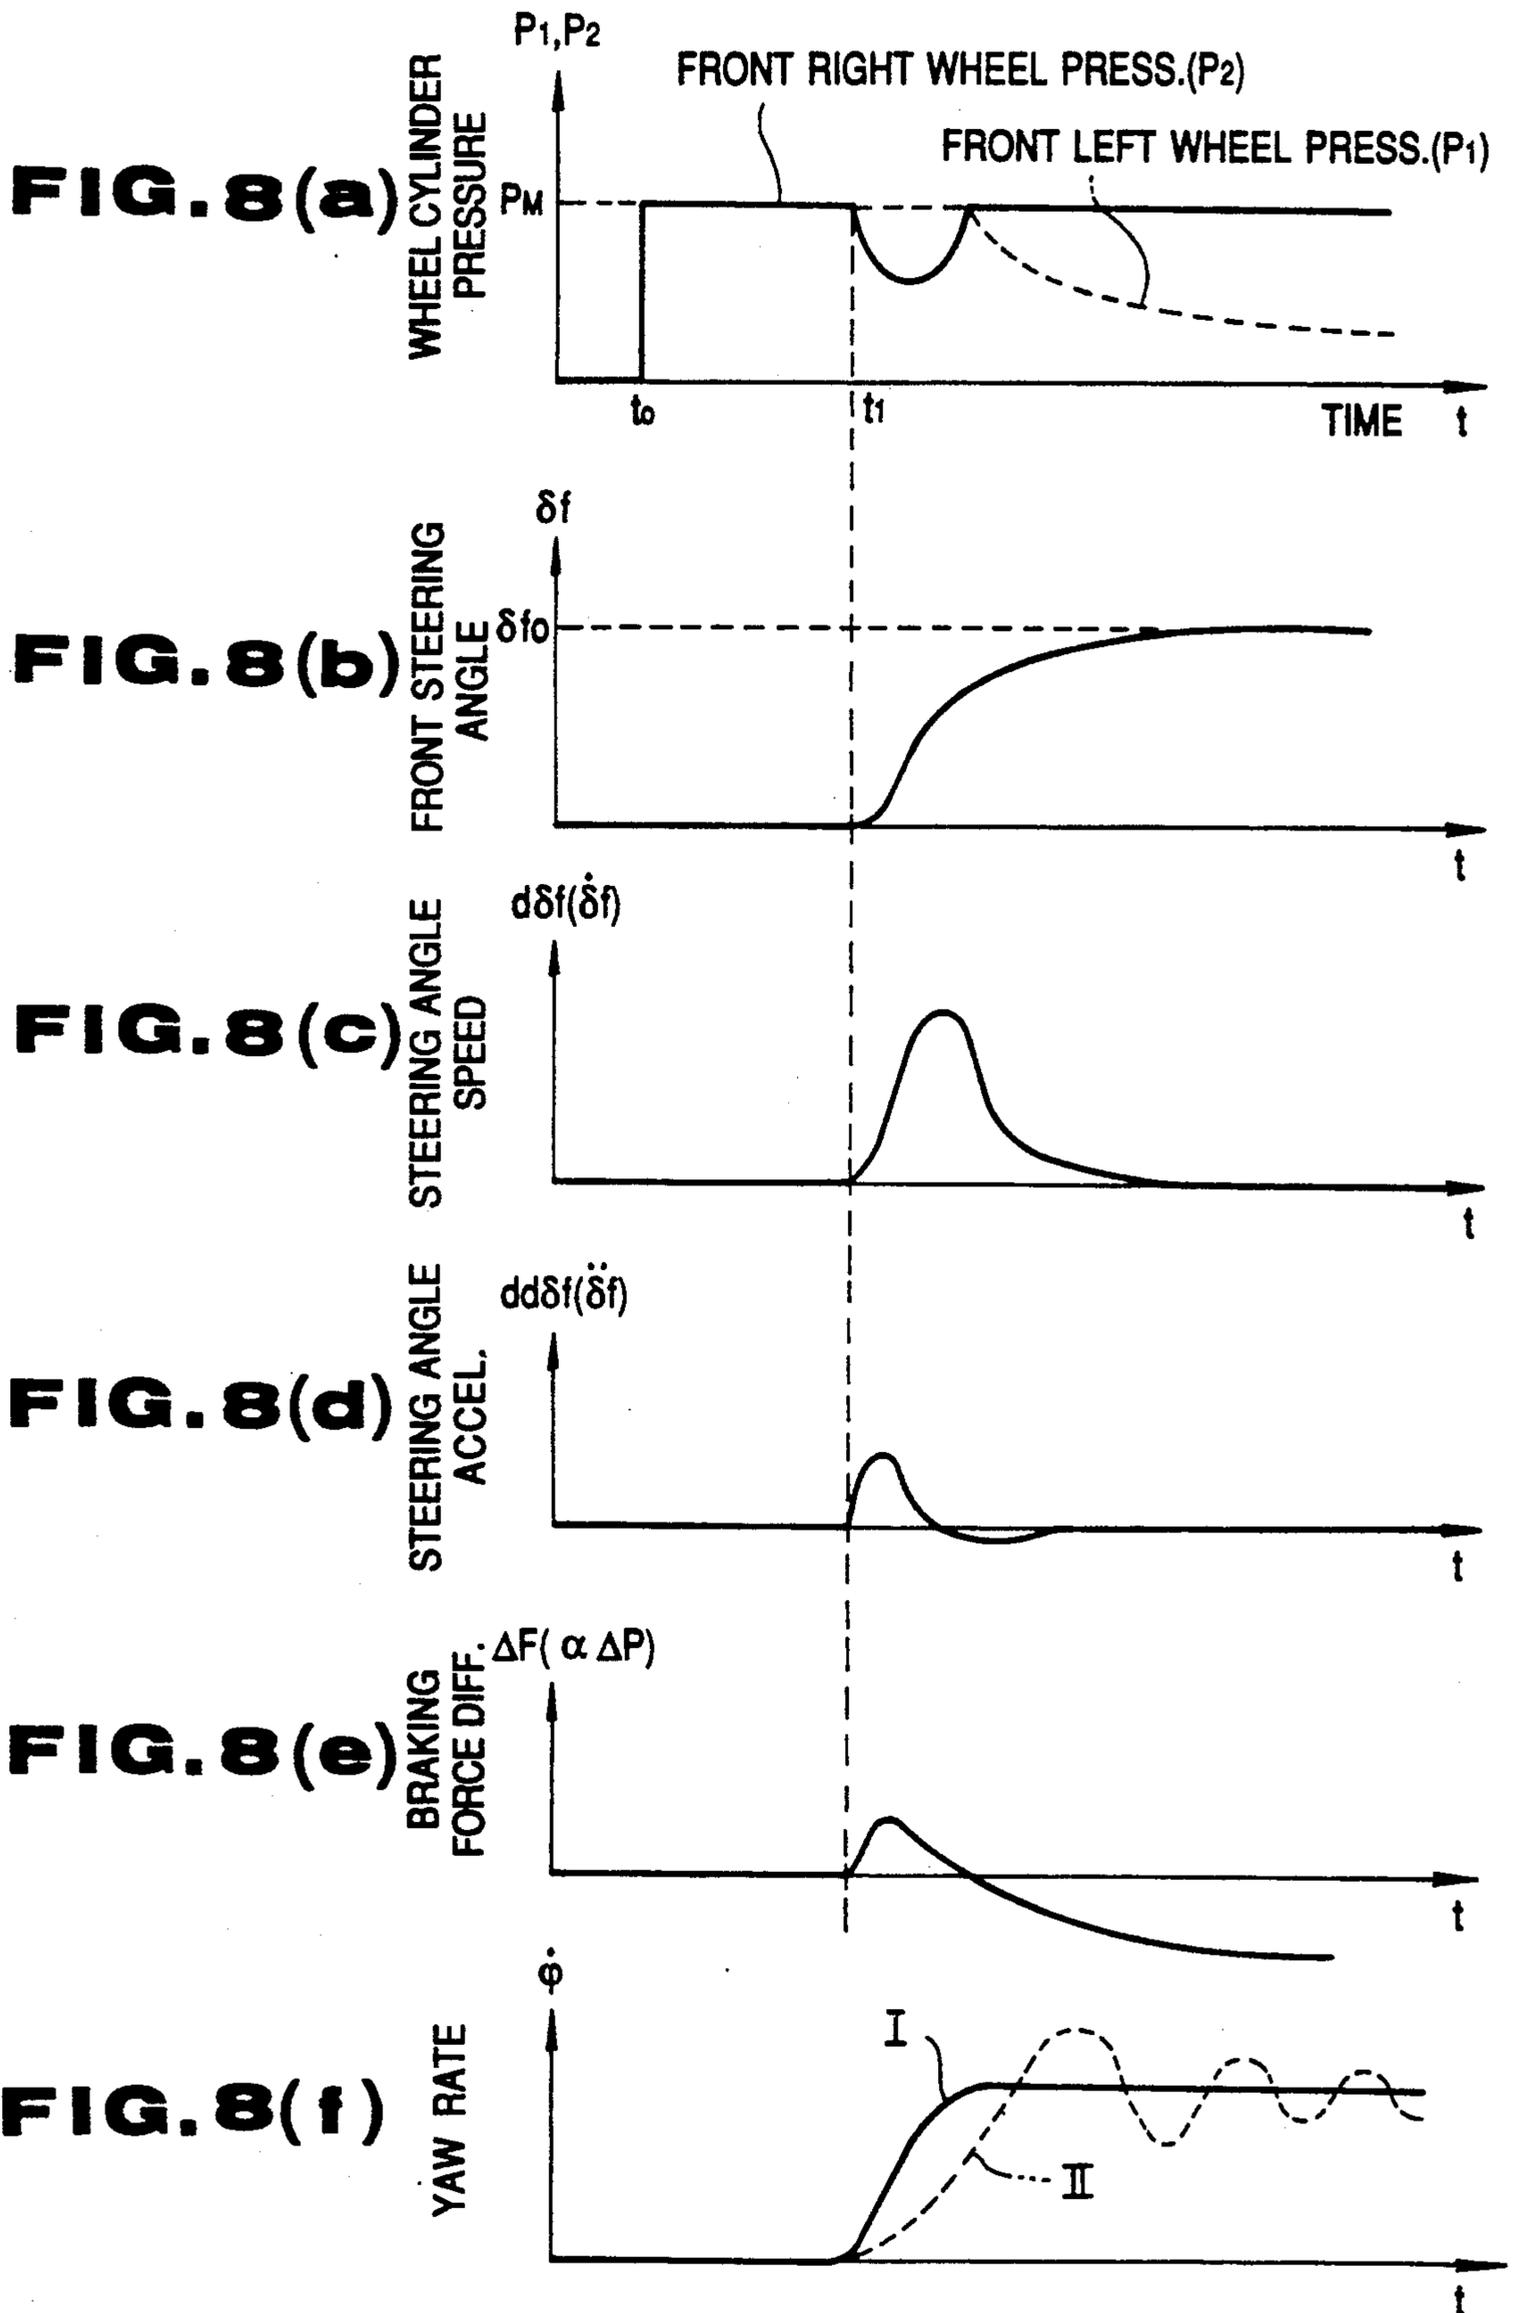 FIG. 8(a)
WHEEL CYLINDER
PRESSURE
P1,P2
FRONT RIGHT WHEEL PRESS.(P2)
FRONT LEFT WHEEL PRESS.(P1)
PM
to
t1
TIME t
FIG. 8(b)
FRONT STEERING
ANGLE
δf
δfo
t
FIG. 8(c)
STEERING ANGLE
SPEED
dδf(δ̇f)
t
FIG. 8(d)
STEERING ANGLE
ACCEL.
ddδf(δ̈f)
t
FIG. 8(e)
BRAKING
FORCE DIFF.
ΔF( α ΔP)
t
FIG. 8(f)
YAW RATE
I
II
t